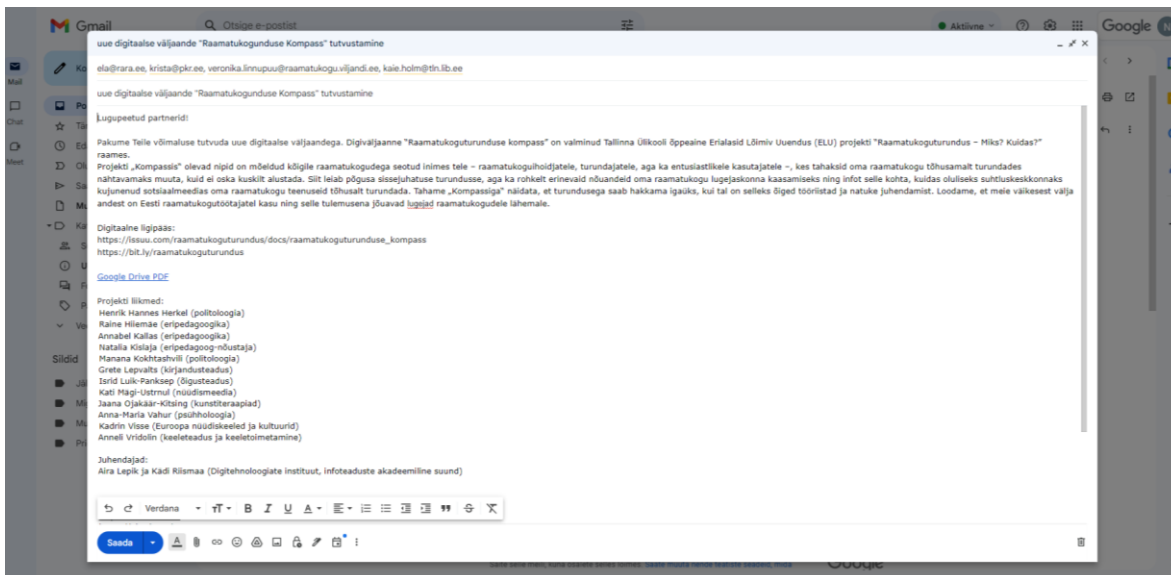 Gmail
Otsige e-postist
Aktiivne
Google
uue digitaalse väljaande "Raamatukogunduse Kompass" tutvustamine
ela@rara.ee, krista@pkr.ee, veronika.linnupuu@raamatukogu.viljandi.ee, kaie.holm@tln.lib.ee
uue digitaalse väljaande "Raamatukogunduse Kompass" tutvustamine
Mail
Chat
Meet
Lugupeetud partnerid!
Pakume Teile võimaluse tutvuda uue digitaalse väljaandega. Digiväljaanne "Raamatukoguturunduse kompass" on valminud Tallinna Ülikooli õppeaine Erialasid Lõimiv Uuendus (ELU) projekti "Raamatukoguturundus – Miks? Kuidas?"
raames.
Projekti „Kompassis" olevad nipid on mõeldud kõigile raamatukogudega seotud inimes tele – raamatukoguihoidjatele, turundajatele, aga ka entusiastlikele kasutajatele –, kes tahaksid oma raamatukogu tõhusamalt turundades
nähtavamaks muuta, kuid ei oska kuskilt alustada. Siit leiab põgusa sissejuhatuse turundusse, aga ka rohkelt erinevaid nõuandeid oma raamatukogu lugejaskonna kaasamiseks ning infot selle kohta, kuidas oluliseks suhtluskeskkonnaks
kujunenud sotsiaalmeedias oma raamatukogu teenuseid tõhusalt turundada. Tahame „Kompassiga" näidata, et turundusega saab hakkama igaüks, kui tal on selleks õiged tööriistad ja natuke juhendamist. Loodame, et meie väikesest välja
andest on Eesti raamatukogutöötajatel kasu ning selle tulemusena jõuavad lugejad raamatukogudele lähemale.
Digitaalne ligipääs:
https://issuu.com/raamatukoguturundus/docs/raamatukoguturunduse_kompass
https://bit.ly/raamatukoguturundus
Google Drive PDF
Projekti liikmed:
Henrik Hannes Herkel (politoloogia)
Raine Hiiemäe (eripedagoogika)
Annabel Kallas (eripedagoogika)
Natalia Kislaja (eripedagoog-nõustaja)
Manana Kokhtashvili (politoloogia)
Grete Lepvalts (kirjandusteadus)
Isrid Luik-Panksep (õigusteadus)
Kati Mägi-Ustrnul (nüüdismeedia)
Jaana Ojakäär-Kitsing (kunstiteraapiad)
Anna-Maria Vahur (psühholoogia)
Kadrin Visse (Euroopa nüüdiskeeled ja kultuurid)
Anneli Vridolin (keeleteadus ja keeletoimetamine)
Sildid
Juhendajad:
Aira Lepik ja Kädi Riismaa (Digitehnoloogiate instituut, infoteaduste akadeemiline suund)
Verdana
Saada